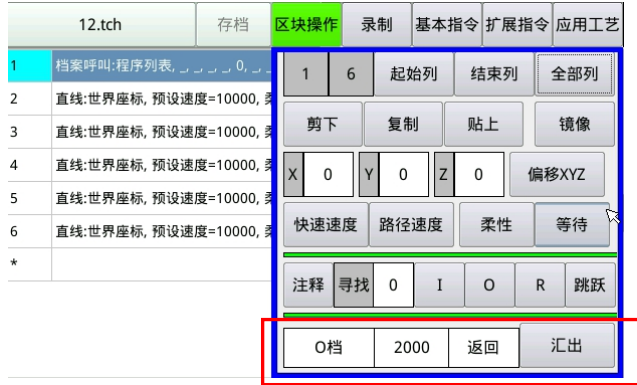 12.tch 存档 区块操作 录制 基本指令 扩展指令 应用工艺
1 档案呼叫:程序列表, _, _, _, _, 0, _, _
2 直线:世界座标, 预设速度=10000, 柔
3 直线:世界座标, 预设速度=10000, 柔
4 直线:世界座标, 预设速度=10000, 柔
5 直线:世界座标, 预设速度=10000, 柔
6 直线:世界座标, 预设速度=10000, 柔
*
1 6 起始列 结束列 全部列
剪下 复制 贴上 镜像
X 0 Y 0 Z 0 偏移XYZ
快速速度 路径速度 柔性 等待
注释 寻找 0 I O R 跳跃
O档 2000 返回 汇出